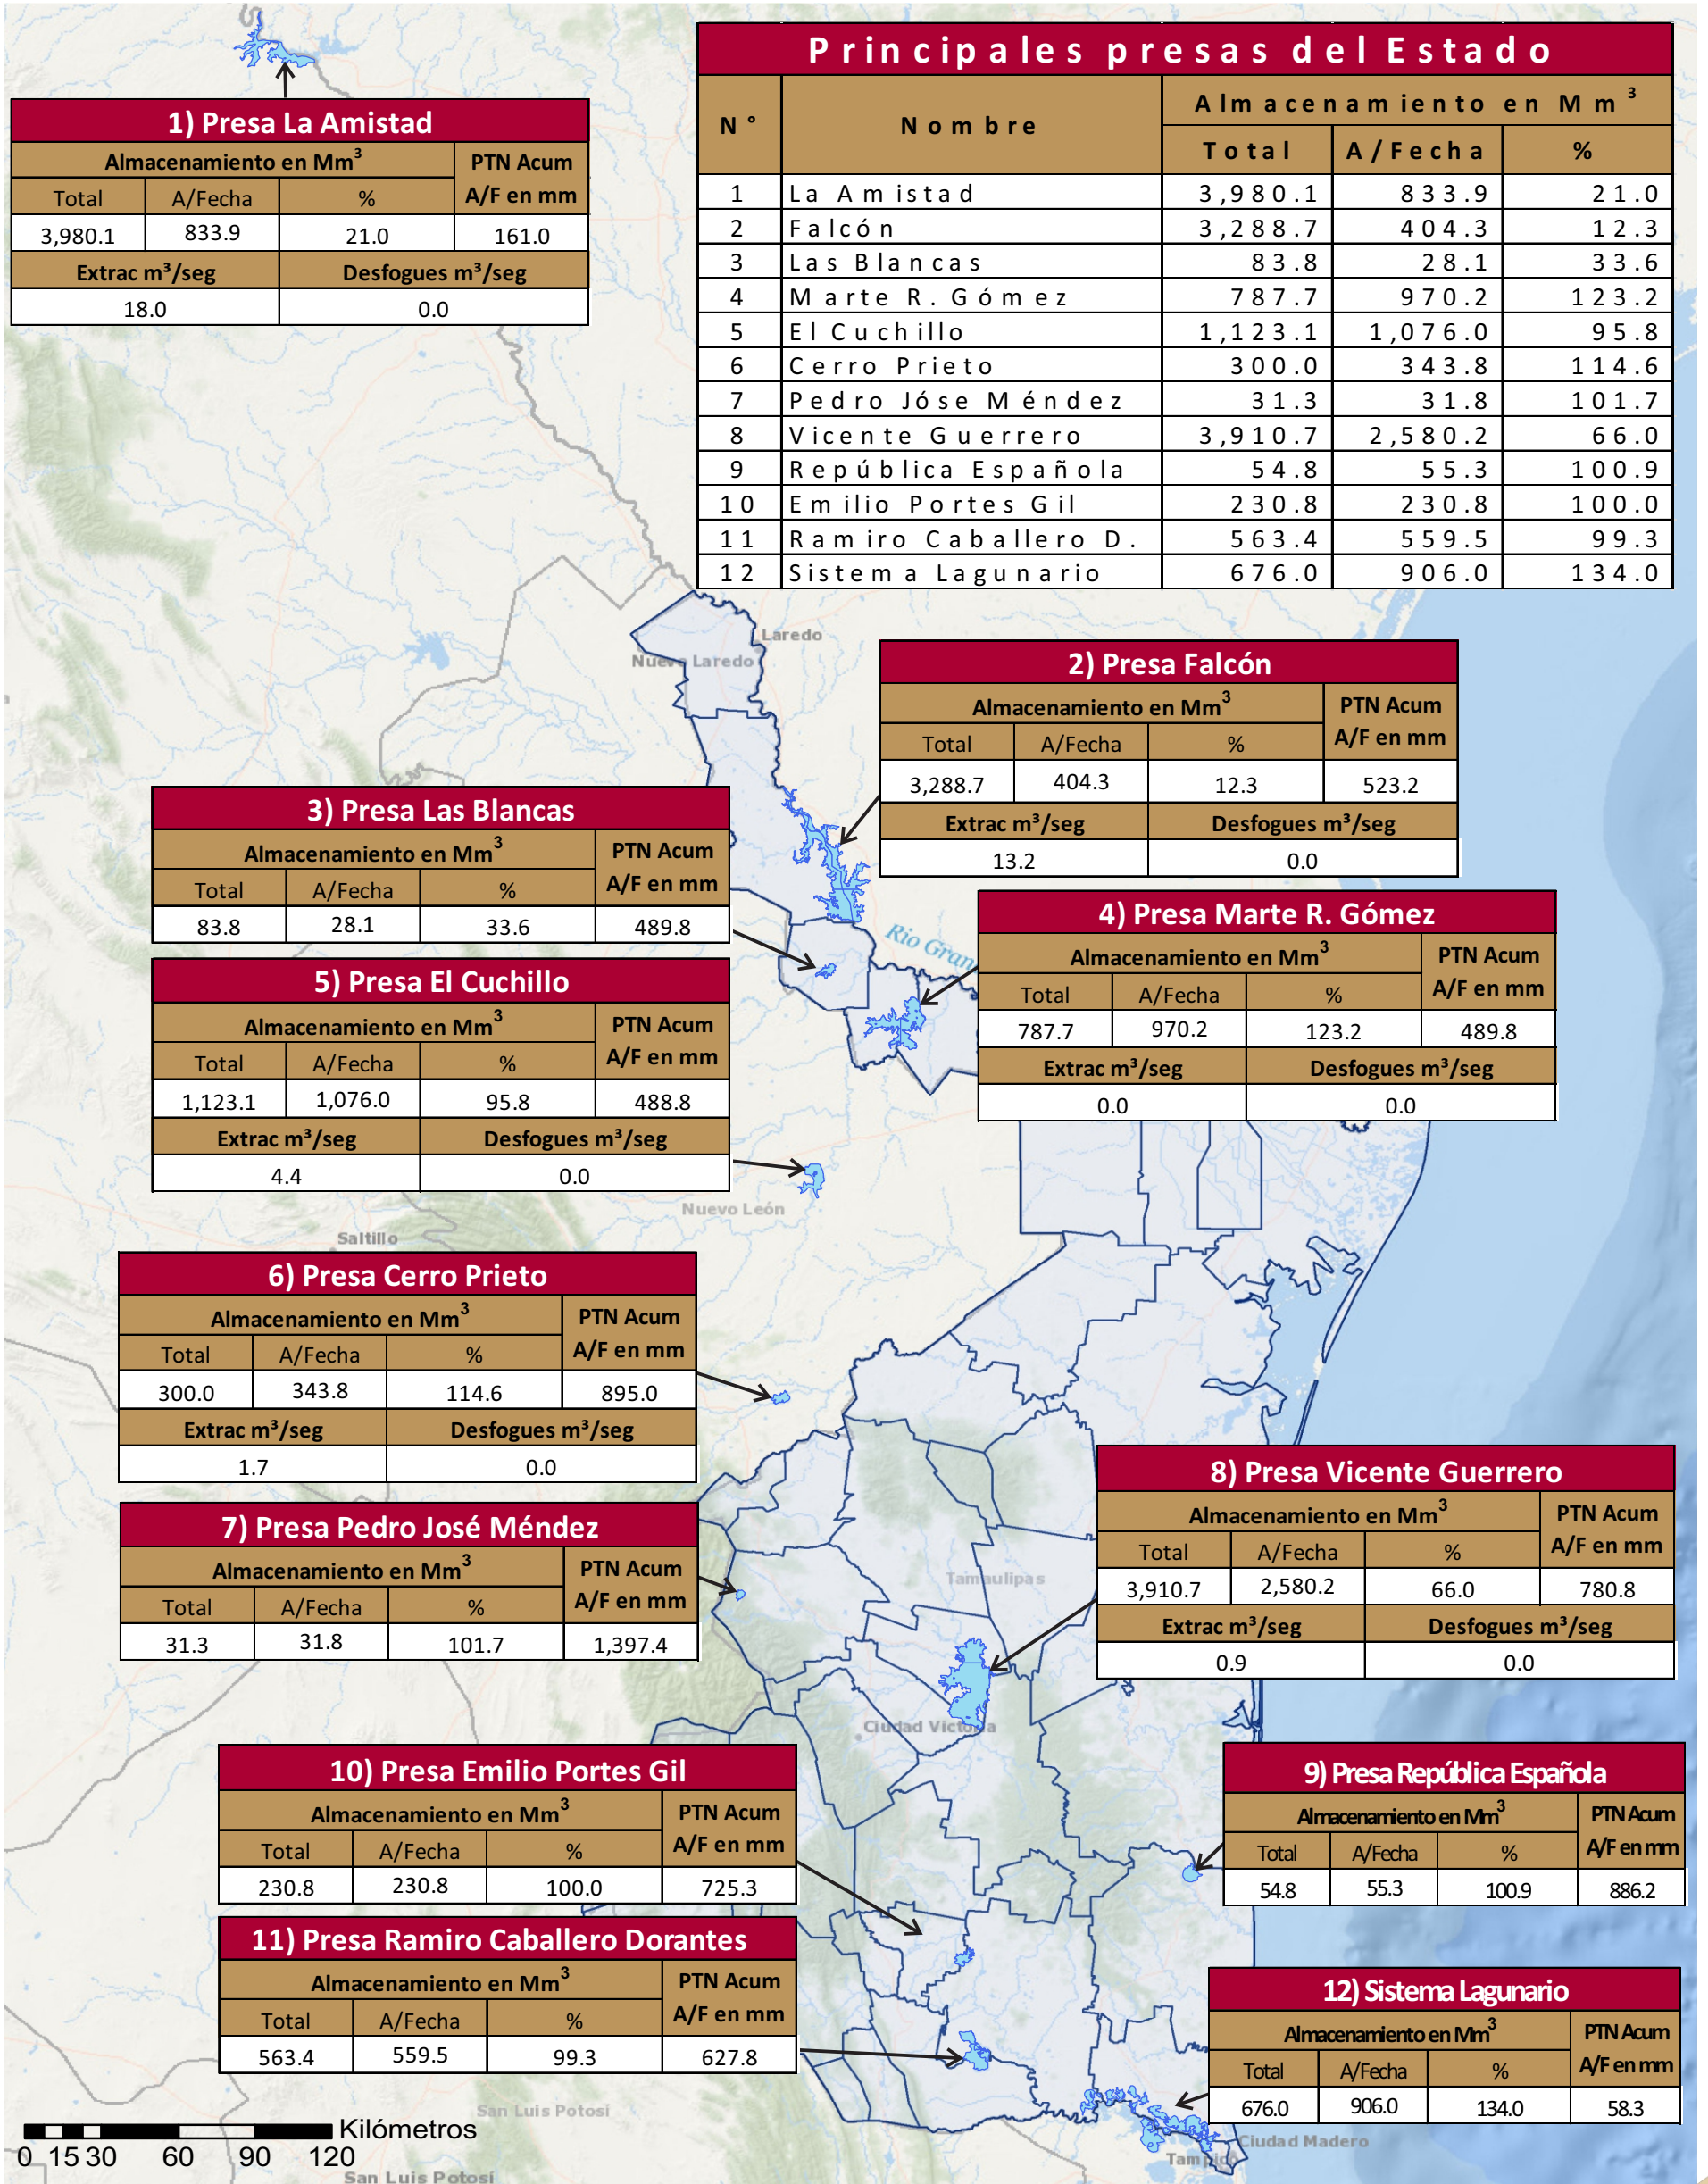 Principales presas del Estado
N° Nombre Almacenamiento en Mm³
Total A/Fecha %
1 La Amistad 3,980.1 833.9 21.0
2 Falcón 3,288.7 404.3 12.3
3 Las Blancas 83.8 28.1 33.6
4 Marte R. Gómez 787.7 970.2 123.2
5 El Cuchillo 1,123.1 1,076.0 95.8
6 Cerro Prieto 300.0 343.8 114.6
7 Pedro Jóse Méndez 31.3 31.8 101.7
8 Vicente Guerrero 3,910.7 2,580.2 66.0
9 República Española 54.8 55.3 100.9
10 Emilio Portes Gil 230.8 230.8 100.0
11 Ramiro Caballero D. 563.4 559.5 99.3
12 Sistema Lagunario 676.0 906.0 134.0
1) Presa La Amistad
Almacenamiento en Mm³ PTN Acum
Total A/Fecha % A/F en mm
3,980.1 833.9 21.0 161.0
Extrac m³/seg Desfogues m³/seg
18.0 0.0
Laredo
Nuevo Laredo
2) Presa Falcón
Almacenamiento en Mm³ PTN Acum
Total A/Fecha % A/F en mm
3,288.7 404.3 12.3 523.2
Extrac m³/seg Desfogues m³/seg
13.2 0.0
3) Presa Las Blancas
Almacenamiento en Mm³ PTN Acum
Total A/Fecha % A/F en mm
83.8 28.1 33.6 489.8
Rio Gran
4) Presa Marte R. Gómez
Almacenamiento en Mm³ PTN Acum
Total A/Fecha % A/F en mm
787.7 970.2 123.2 489.8
Extrac m³/seg Desfogues m³/seg
0.0 0.0
5) Presa El Cuchillo
Almacenamiento en Mm³ PTN Acum
Total A/Fecha % A/F en mm
1,123.1 1,076.0 95.8 488.8
Extrac m³/seg Desfogues m³/seg
4.4 0.0
Nuevo León
Saltillo
6) Presa Cerro Prieto
Almacenamiento en Mm³ PTN Acum
Total A/Fecha % A/F en mm
300.0 343.8 114.6 895.0
Extrac m³/seg Desfogues m³/seg
1.7 0.0
7) Presa Pedro José Méndez
Almacenamiento en Mm³ PTN Acum
Total A/Fecha % A/F en mm
31.3 31.8 101.7 1,397.4
8) Presa Vicente Guerrero
Almacenamiento en Mm³ PTN Acum
Total A/Fecha % A/F en mm
3,910.7 2,580.2 66.0 780.8
Extrac m³/seg Desfogues m³/seg
0.9 0.0
Tamaulipas
Ciudad Victoria
10) Presa Emilio Portes Gil
Almacenamiento en Mm³ PTN Acum
Total A/Fecha % A/F en mm
230.8 230.8 100.0 725.3
9) Presa República Española
Almacenamiento en Mm³ PTN Acum
Total A/Fecha % A/F en mm
54.8 55.3 100.9 886.2
11) Presa Ramiro Caballero Dorantes
Almacenamiento en Mm³ PTN Acum
Total A/Fecha % A/F en mm
563.4 559.5 99.3 627.8
12) Sistema Lagunario
Almacenamiento en Mm³ PTN Acum
Total A/Fecha % A/F en mm
676.0 906.0 134.0 58.3
San Luis Potosí
Ciudad Madero
Tampico
Kilómetros
0 15 30 60 90 120
San Luis Potosí